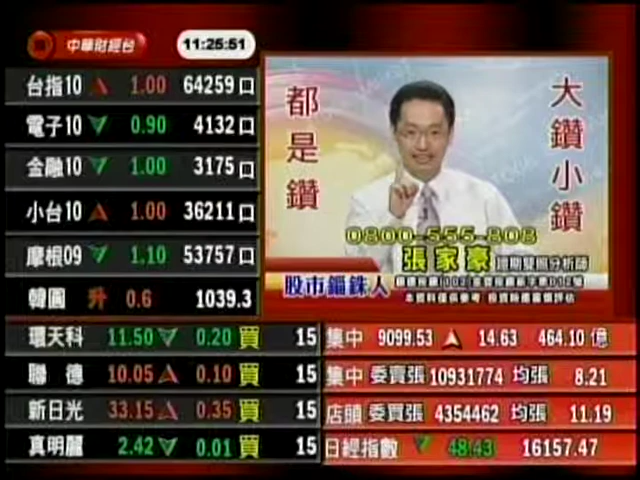 中華財經台 11:25:51
台指10 1.00 64259口
電子10 0.90 4132口
金融10 1.00 3175口
小台10 1.00 36211口
摩根09 1.10 53757口
韓圓 升 0.6 1039.3
大鑽小鑽
都是鑽
0800-555-808
張家豪
股市錙銖人
環天科 11.50 0.20 買 15
聯德 10.05 0.10 買 15
新日光 33.15 0.35 買 15
真明麗 2.42 0.01 買 15
集中 9099.53 14.63 464.10億
集中 委賣張 10931774 均張 8.21
店頭 委買張 4354462 均張 11.19
日經指數 48.43 16157.47